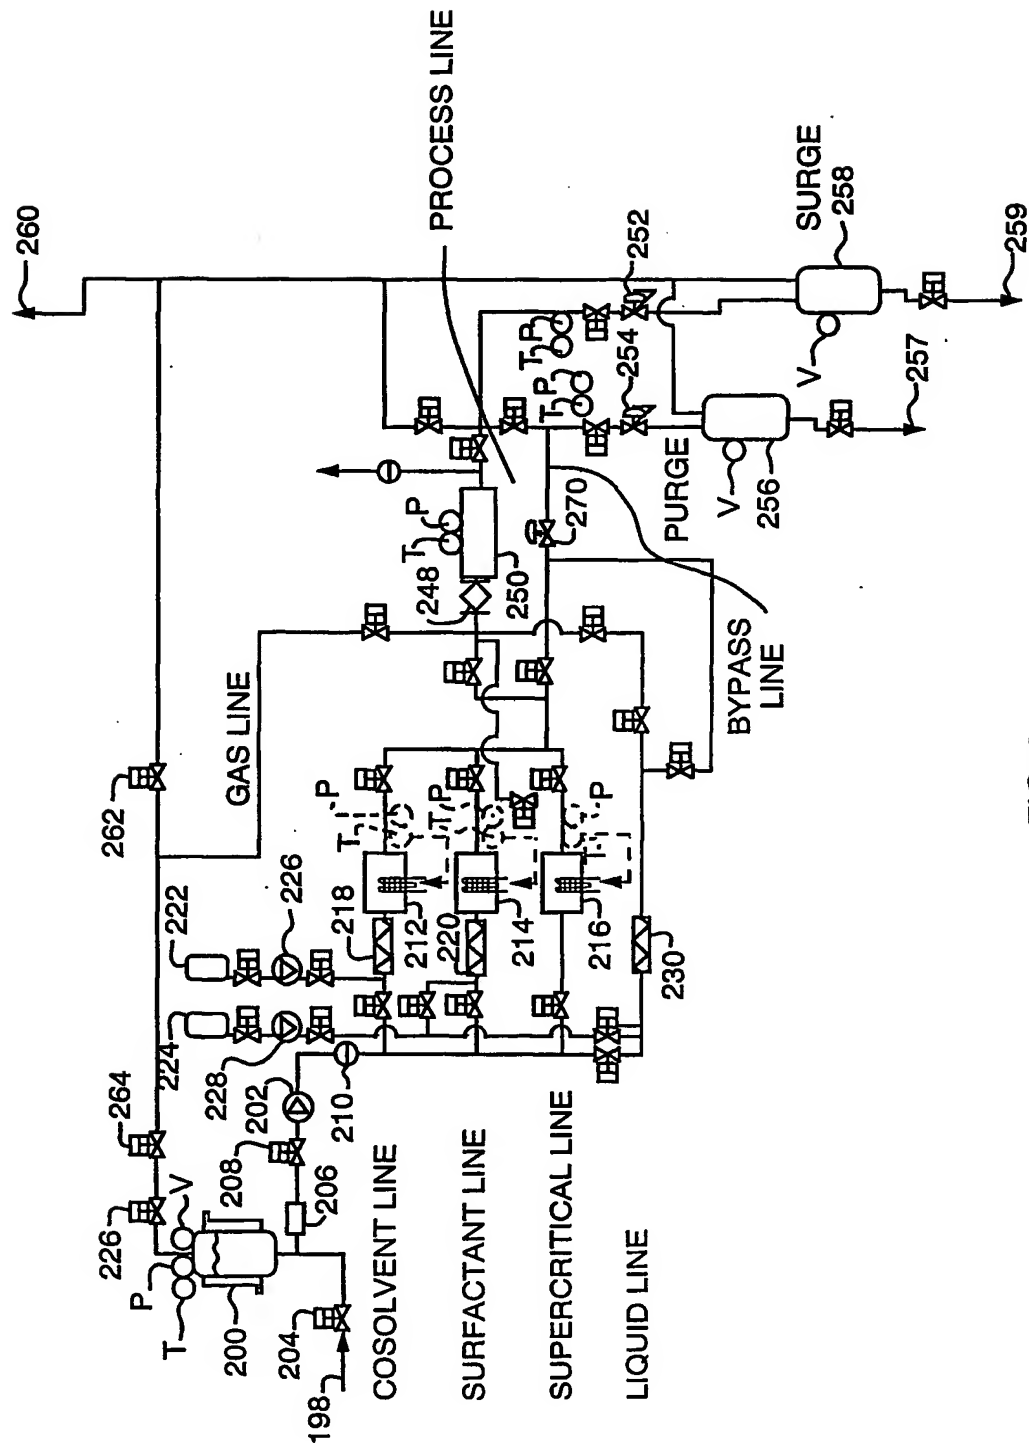 260
PROCESS LINE
SURGE
258
252
259
T P
T P
254
257
V
V
PURGE
256
T P
248
250
270
BYPASS
LINE
GAS LINE
262
222
226
218
T P
212
T P
220
214
P
216
230
224
228
264
202
210
208
206
226
V
P
T
200
204
198
COSOLVENT LINE
SURFACTANT LINE
SUPERCRITICAL LINE
LIQUID LINE